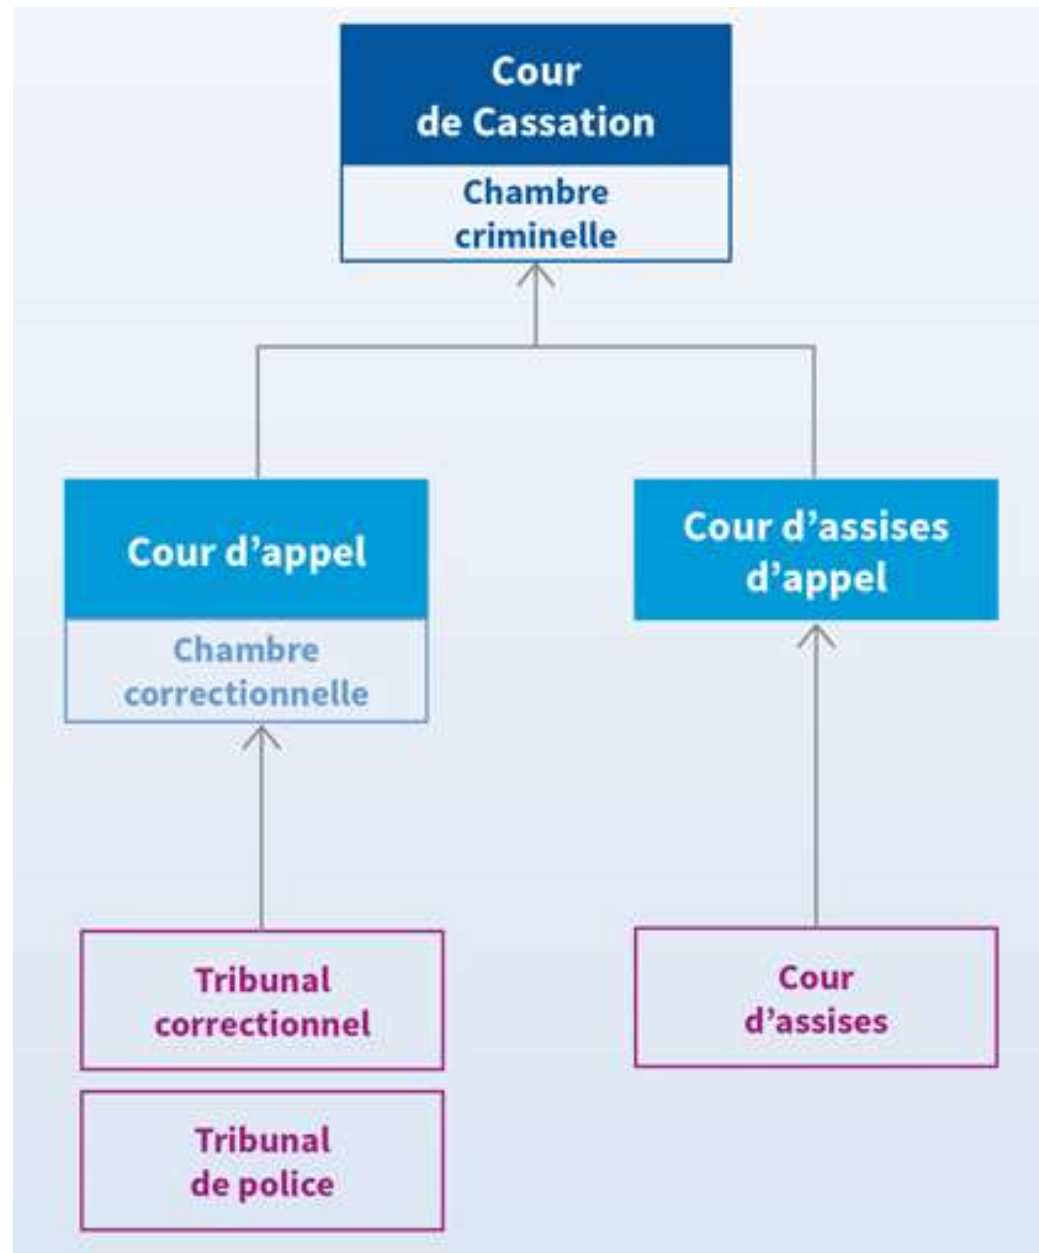 Cour
de Cassation
Chambre
criminelle
Cour d’appel
Chambre
correctionnelle
Cour d’assises
d’appel
Tribunal
correctionnel
Cour
d’assises
Tribunal
de police